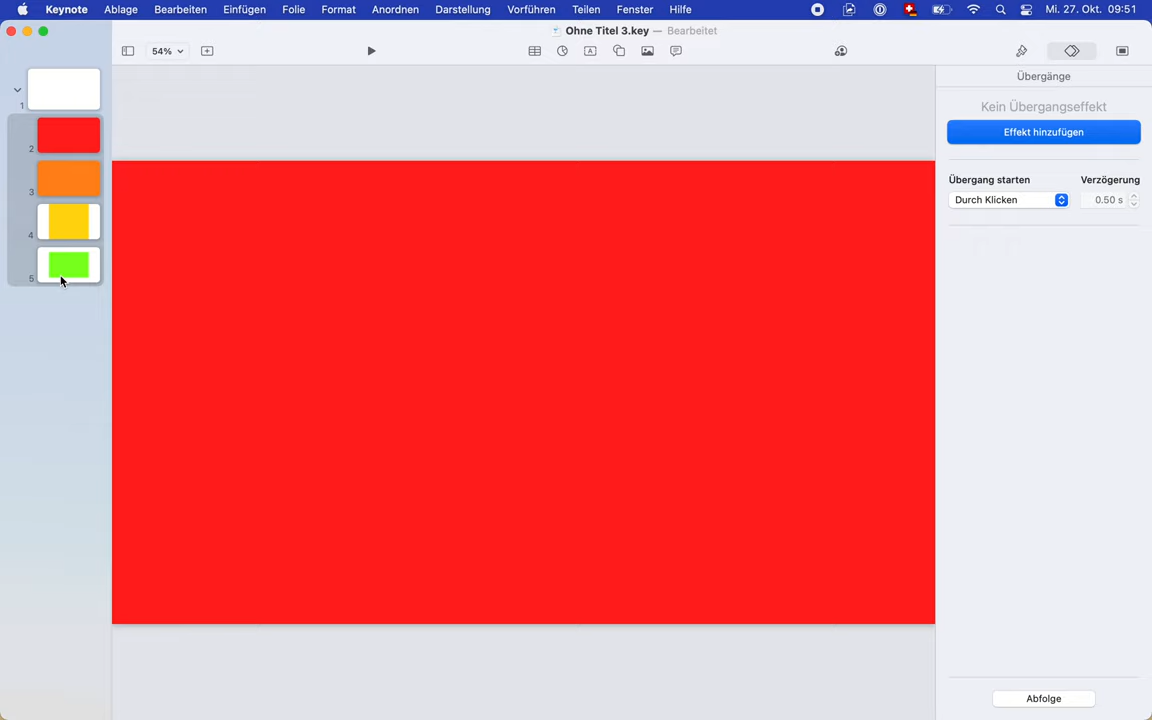 Keynote Ablage Bearbeiten Einfügen Folie Format Anordnen Darstellung Vorführen Teilen Fenster Hilfe Mi. 27. Okt. 09:51
Ohne Titel 3.key — Bearbeitet
54%
Übergänge
1
2
3
4
5
Kein Übergangseffekt
Effekt hinzufügen
Übergang starten Verzögerung
Durch Klicken 0.50 s
Abfolge